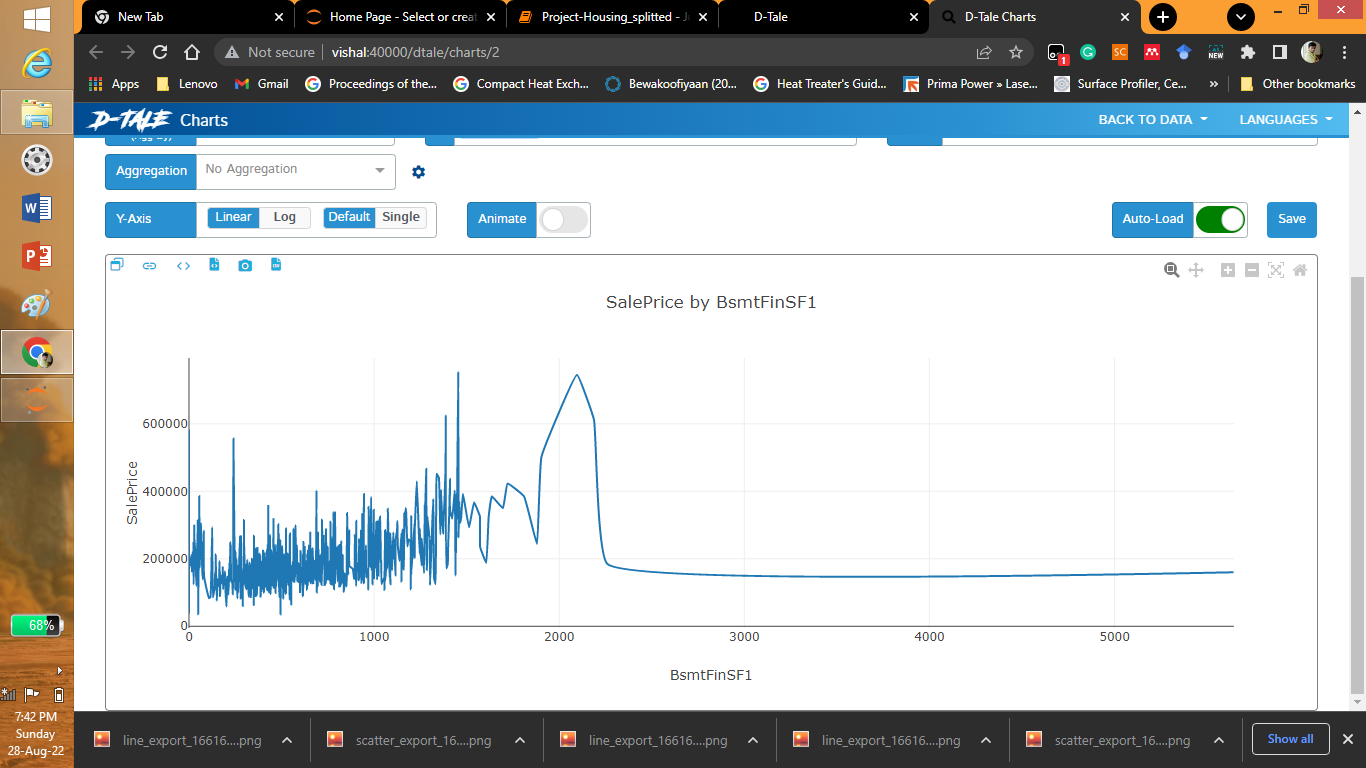 New Tab
Home Page - Select or creat
Project-Housing_splitted - J
D-Tale
D-Tale Charts
Not secure
vishal:40000/dtale/charts/2
1
SC
NEW
Apps
Lenovo
Gmail
Proceedings of the...
Compact Heat Exch...
Bewakoofiyaan (20...
Heat Treater's Guid...
Prima Power » Lase...
Surface Profiler, Ce...
»
Other bookmarks
D-TALE Charts
BACK TO DATA
LANGUAGES
Aggregation
No Aggregation
Y-Axis
Linear
Log
Default
Single
Animate
Auto-Load
Save
SalePrice by BsmtFinSF1
SalePrice
600000
400000
200000
0
0
1000
2000
3000
4000
5000
BsmtFinSF1
68%
7:42 PM
Sunday
28-Aug-22
line_export_16616....png
scatter_export_16....png
line_export_16616....png
line_export_16616....png
scatter_export_16....png
Show all